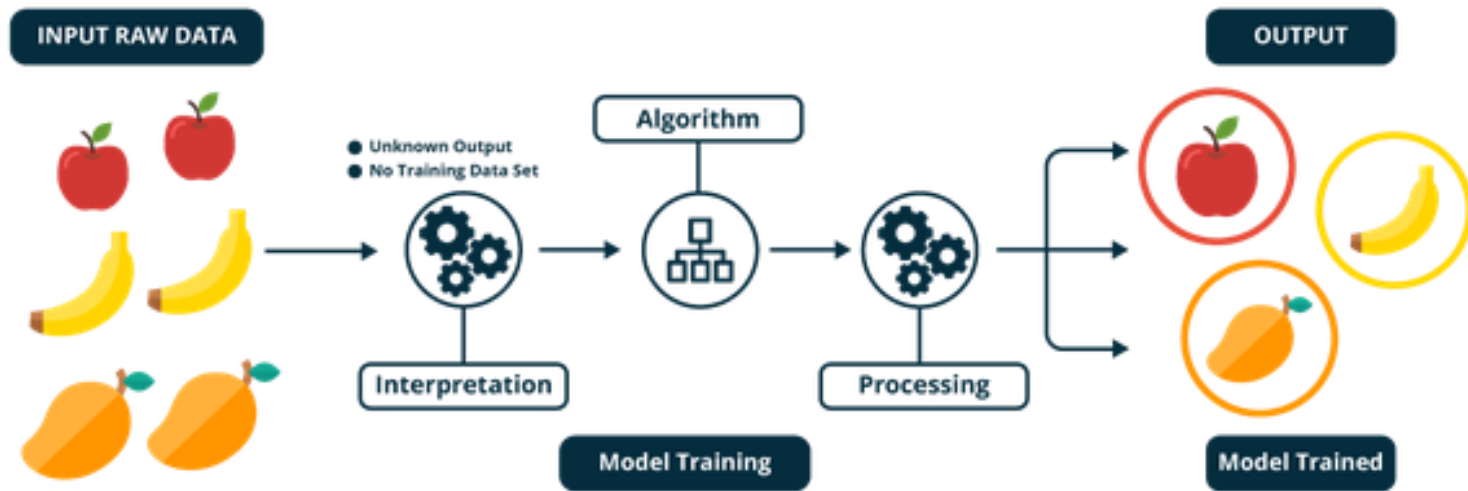 INPUT RAW DATA
OUTPUT
Algorithm
● Unknown Output
● No Training Data Set
Interpretation
Processing
Model Training
Model Trained